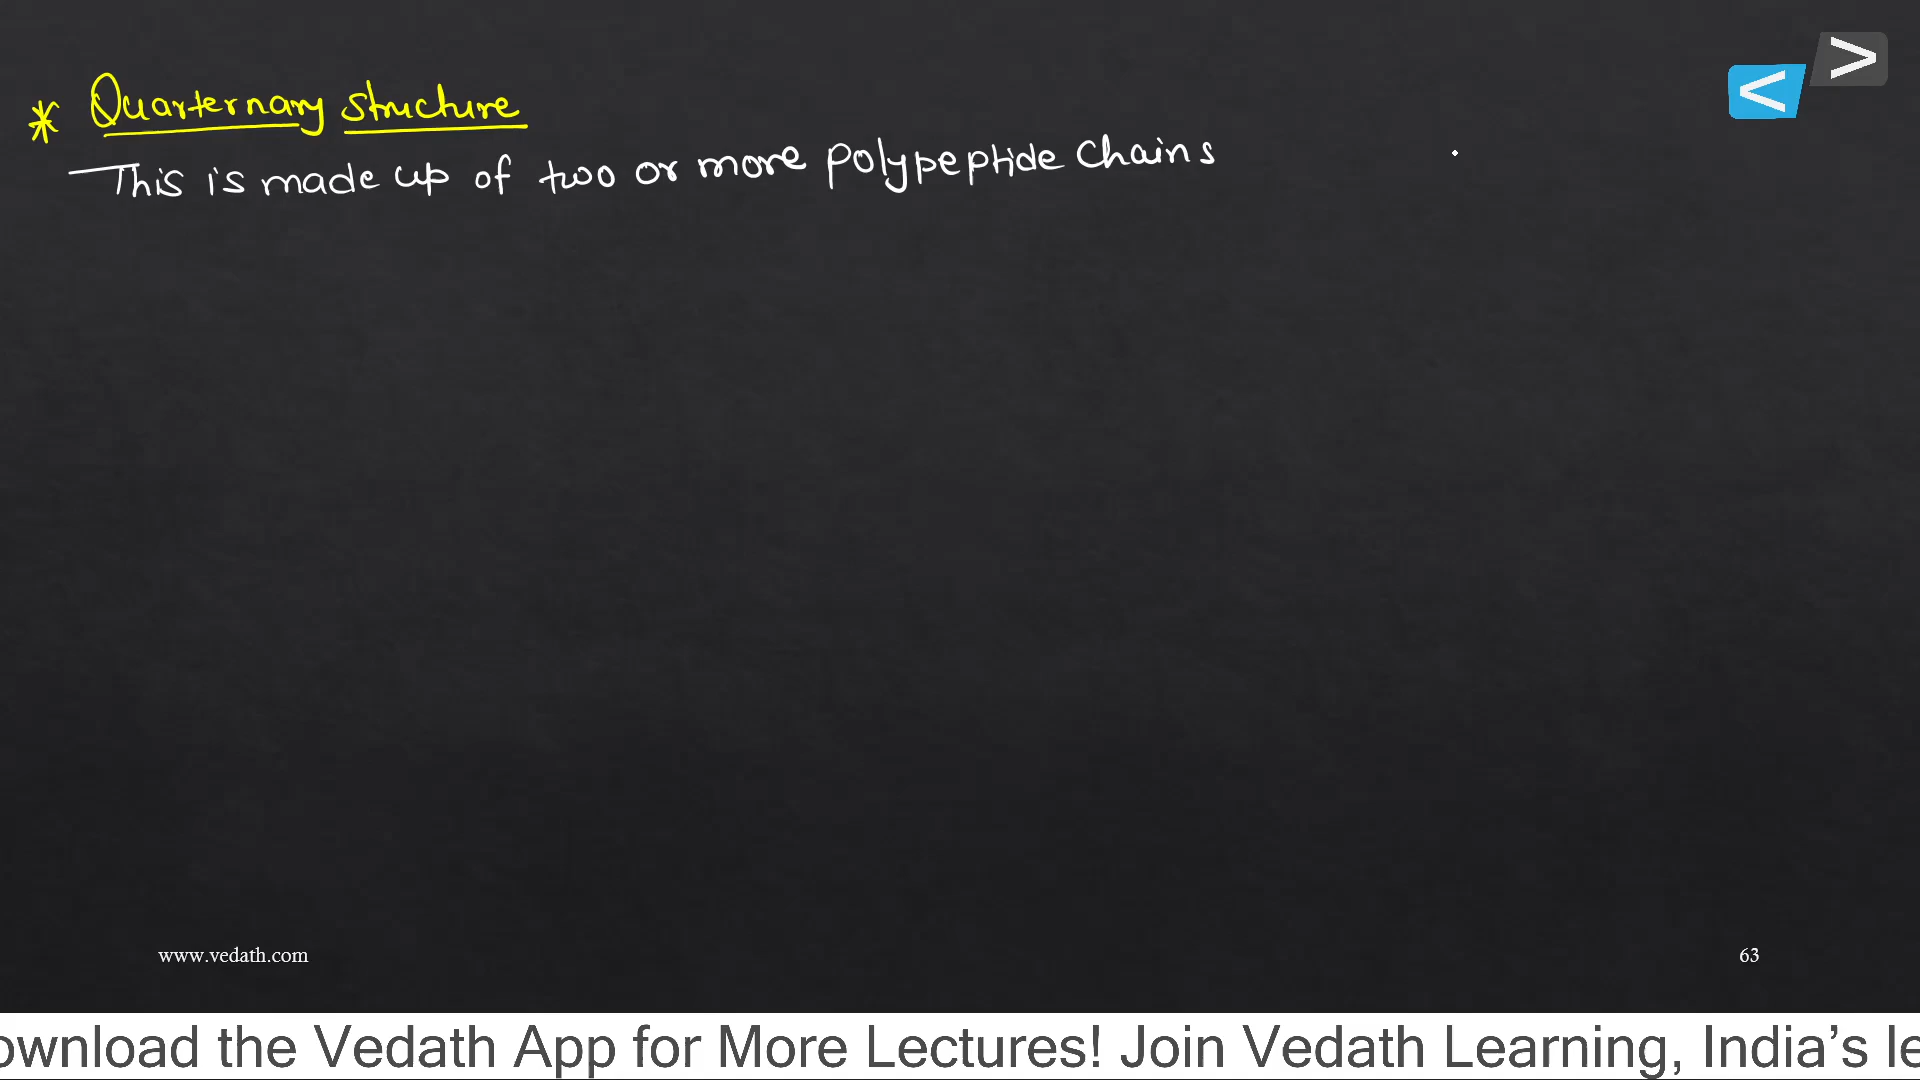 * Quarternary structure
This is made up of two or more polypeptide chains
www.vedath.com
63
ownload the Vedath App for More Lectures! Join Vedath Learning, India’s le